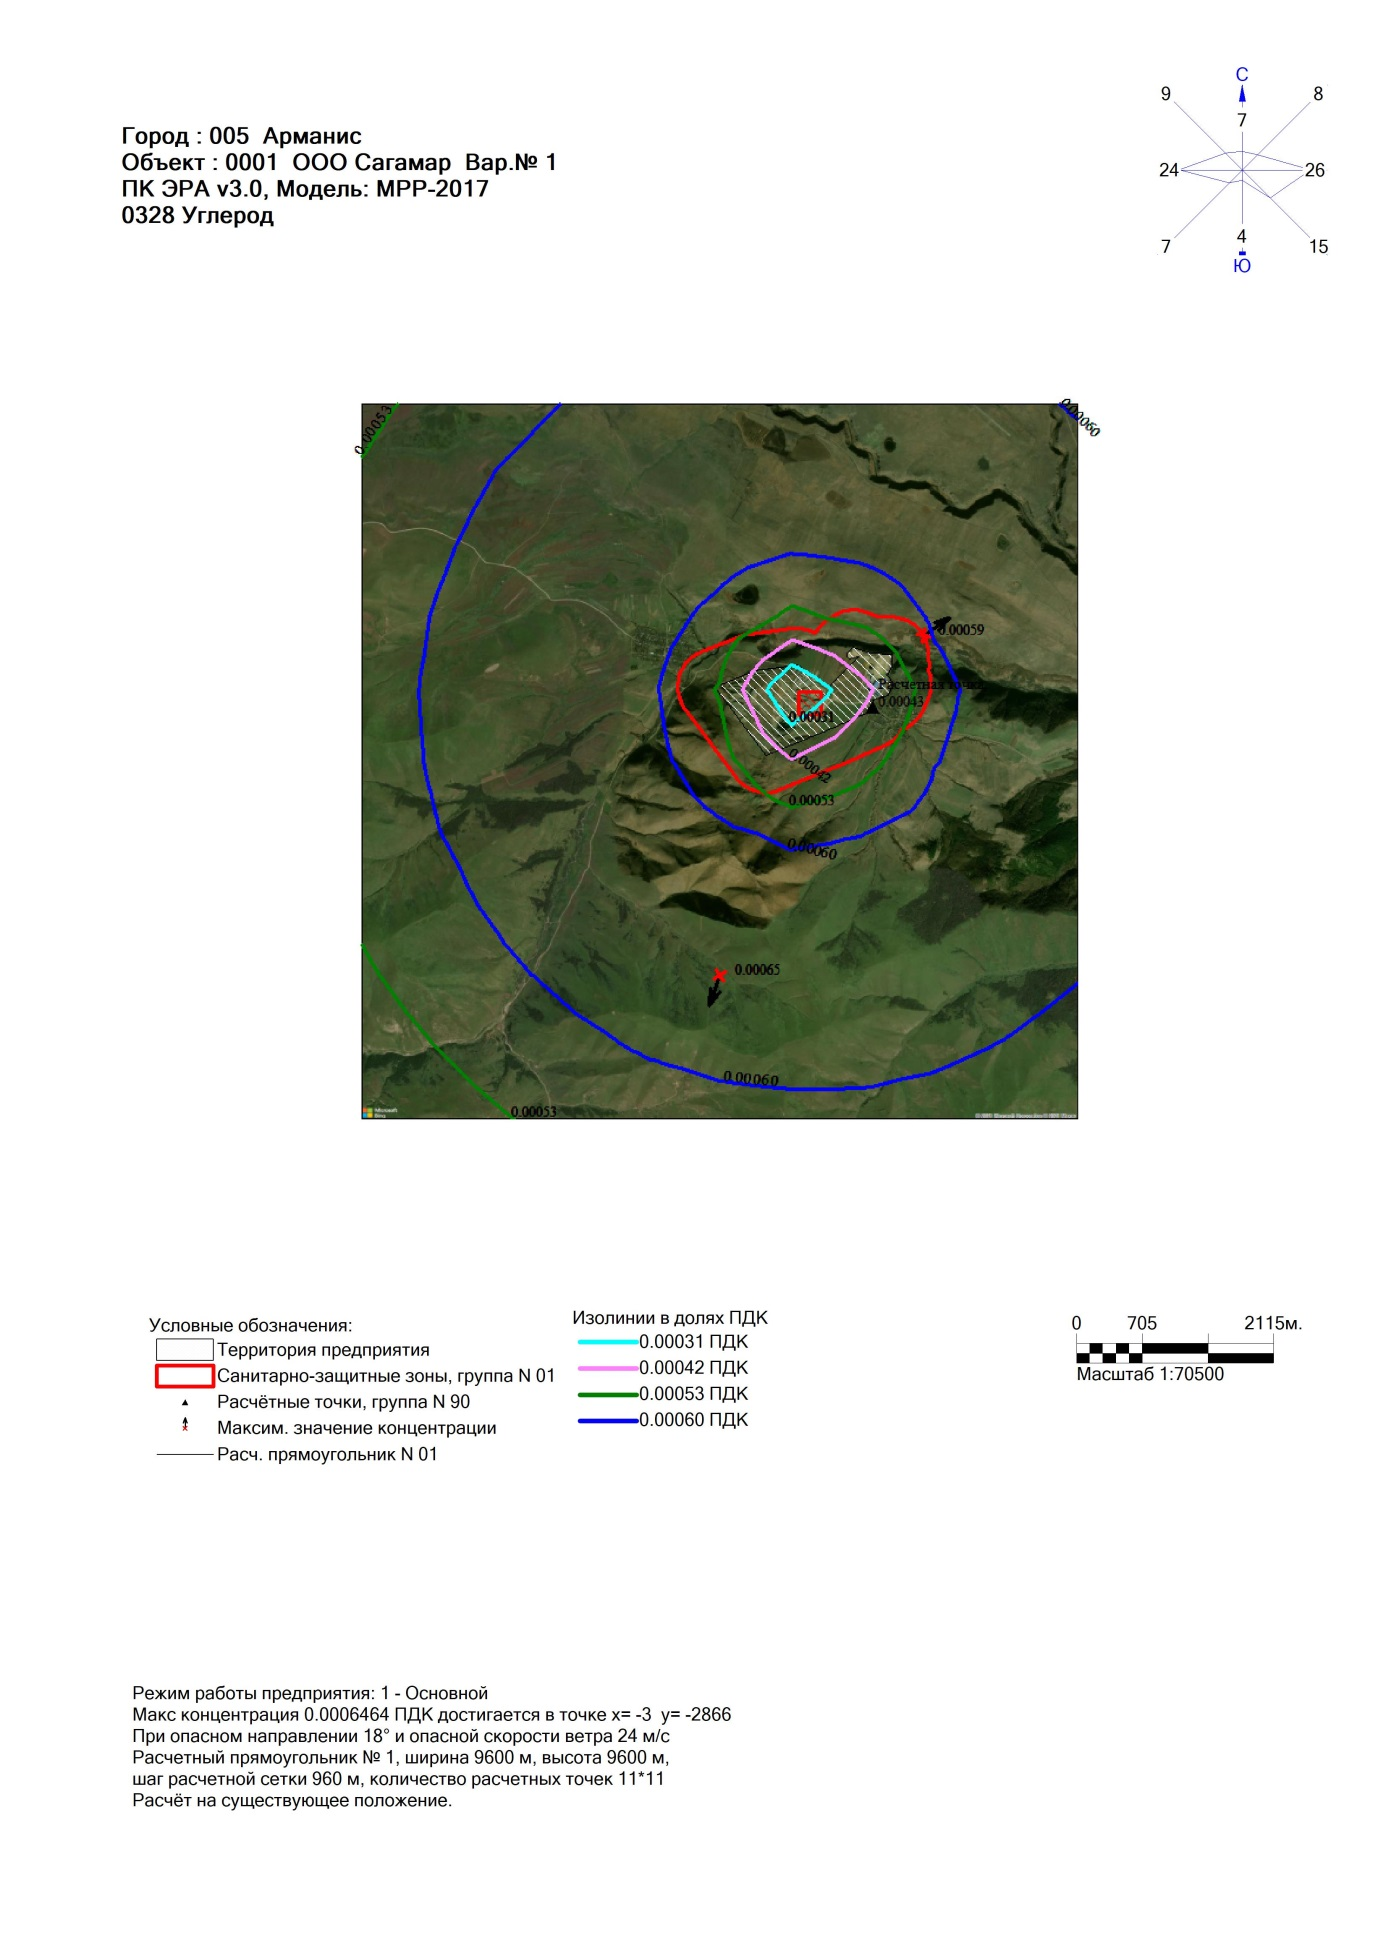 Город : 005 Арманис
Объект : 0001 ООО Сагамар Вар.№ 1
ПК ЭРА v3.0, Модель: МРР-2017
0328 Углерод
С
9
8
7
24
26
7
4
15
Ю
0.00053
0.00060
0.00059
Расчетная точка
0.00043
0.00031
0.00042
0.00053
0.00060
0.00065
0.00060
0.00053
Microsoft
Bing
Условные обозначения:
Территория предприятия
Санитарно-защитные зоны, группа N 01
Расчётные точки, группа N 90
Максим. значение концентрации
Расч. прямоугольник N 01
Изолинии в долях ПДК
0.00031 ПДК
0.00042 ПДК
0.00053 ПДК
0.00060 ПДК
0 705 2115м.
Масштаб 1:70500
Режим работы предприятия: 1 - Основной
Макс концентрация 0.0006464 ПДК достигается в точке x= -3 y= -2866
При опасном направлении 18° и опасной скорости ветра 24 м/с
Расчетный прямоугольник № 1, ширина 9600 м, высота 9600 м,
шаг расчетной сетки 960 м, количество расчетных точек 11*11
Расчёт на существующее положение.